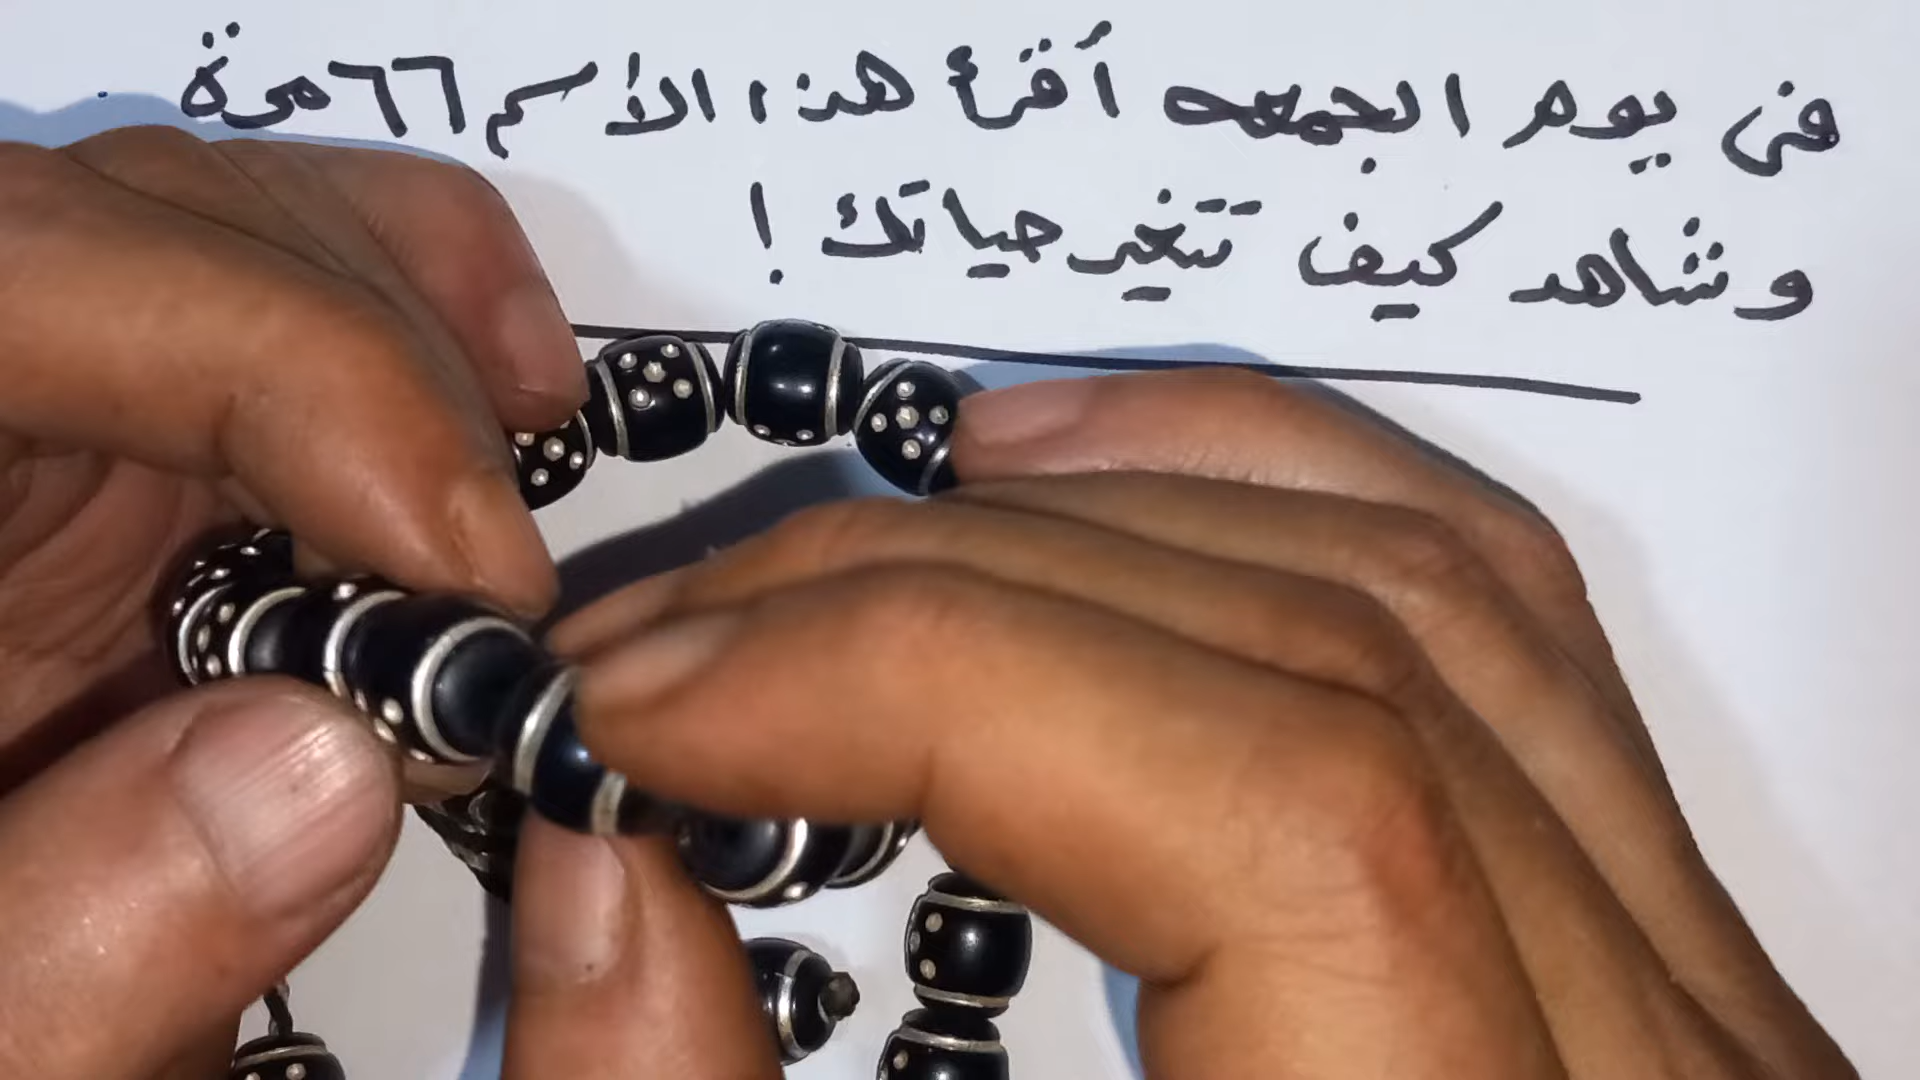 في يوم الجمعه أقرأ هذا الأسم ٦٦ مرة
وشاهد كيف تتغير حياتك !